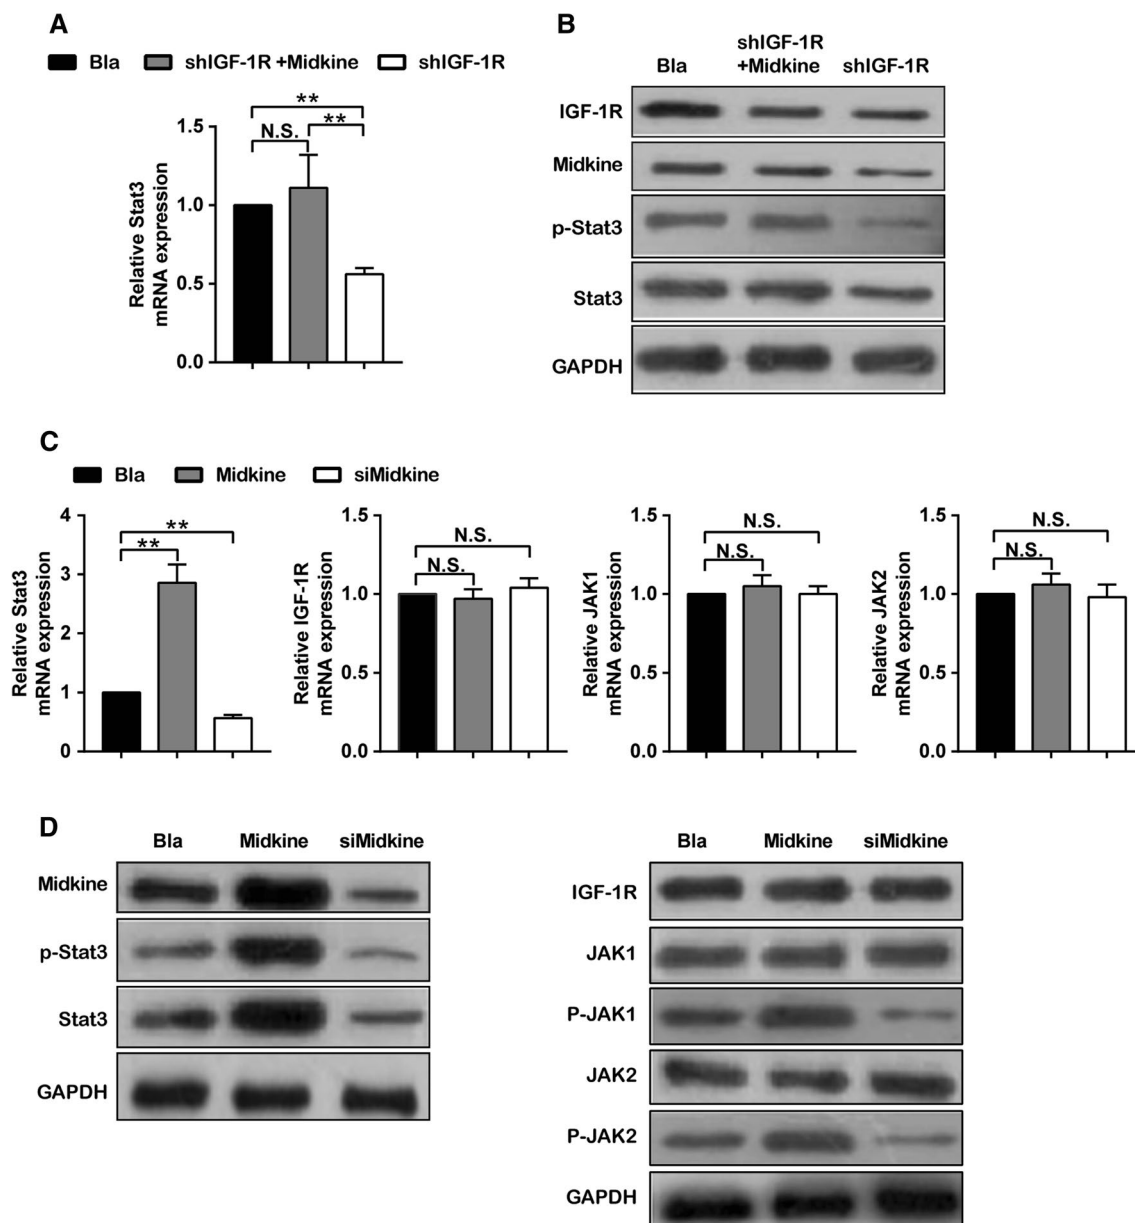 A
Bla shIGF-1R +Midkine shIGF-1R
**
N.S. **
Relative Stat3
mRNA expression
1.5
1.0
0.5
0.0
B
Bla shIGF-1R
+Midkine shIGF-1R
IGF-1R
Midkine
p-Stat3
Stat3
GAPDH
C
Bla Midkine siMidkine
Relative Stat3
mRNA expression
4
3
2
1
0
**
**
Relative IGF-1R
mRNA expression
1.5
1.0
0.5
0.0
N.S.
N.S.
Relative JAK1
mRNA expression
1.5
1.0
0.5
0.0
N.S.
N.S.
Relative JAK2
mRNA expression
1.5
1.0
0.5
0.0
N.S.
N.S.
D
Bla Midkine siMidkine
Midkine
p-Stat3
Stat3
GAPDH
Bla Midkine siMidkine
IGF-1R
JAK1
P-JAK1
JAK2
P-JAK2
GAPDH